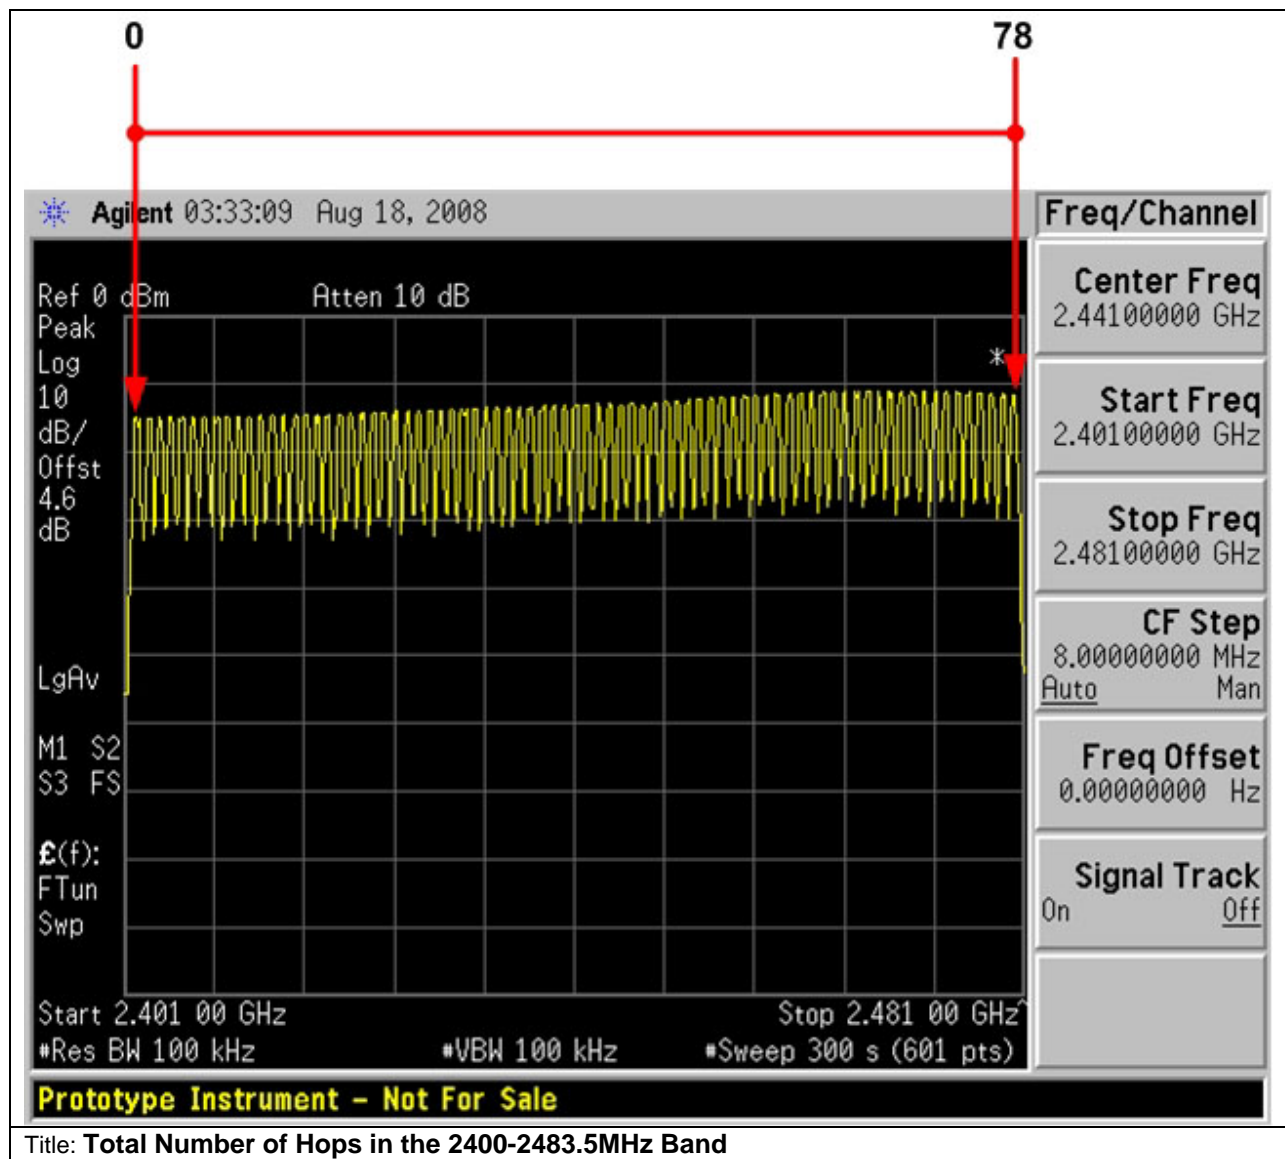 0 78
Agilent 03:33:09 Aug 18, 2008
Freq/Channel
Ref 0 dBm Atten 10 dB
Peak
Log
10
dB/
Offst
4.6
dB
LgAv
M1 S2
S3 FS
£(f):
FTun
Swp
*
Start 2.401 00 GHz Stop 2.481 00 GHz^
#Res BW 100 kHz #VBW 100 kHz #Sweep 300 s (601 pts)
Center Freq
2.44100000 GHz
Start Freq
2.40100000 GHz
Stop Freq
2.48100000 GHz
CF Step
8.00000000 MHz
Auto Man
Freq Offset
0.00000000 Hz
Signal Track
On Off
Prototype Instrument – Not For Sale
Title: Total Number of Hops in the 2400-2483.5MHz Band